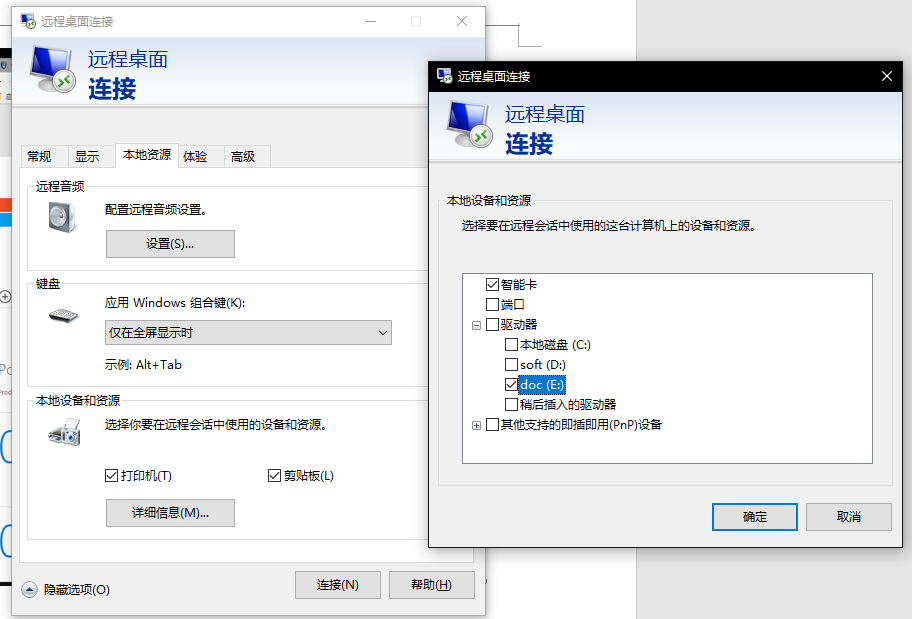 远程桌面连接
远程桌面
连接
常规
显示
本地资源
体验
高级
远程音频
配置远程音频设置。
设置(S)...
键盘
应用 Windows 组合键(K):
仅在全屏显示时
示例: Alt+Tab
本地设备和资源
选择你要在远程会话中使用的设备和资源。
打印机(T)
剪贴板(L)
详细信息(M)...
隐藏选项(O)
连接(N)
帮助(H)
远程桌面连接
远程桌面
连接
本地设备和资源
选择要在远程会话中使用的这台计算机上的设备和资源。
智能卡
端口
驱动器
本地磁盘 (C:)
soft (D:)
doc (E:)
稍后插入的驱动器
其他支持的即插即用(PnP)设备
确定
取消